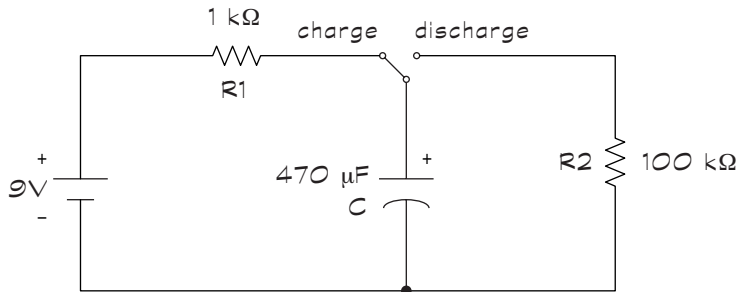 1 kΩ
charge
discharge
R1
+
9V
-
470 µF
+
C
R2
100 kΩ